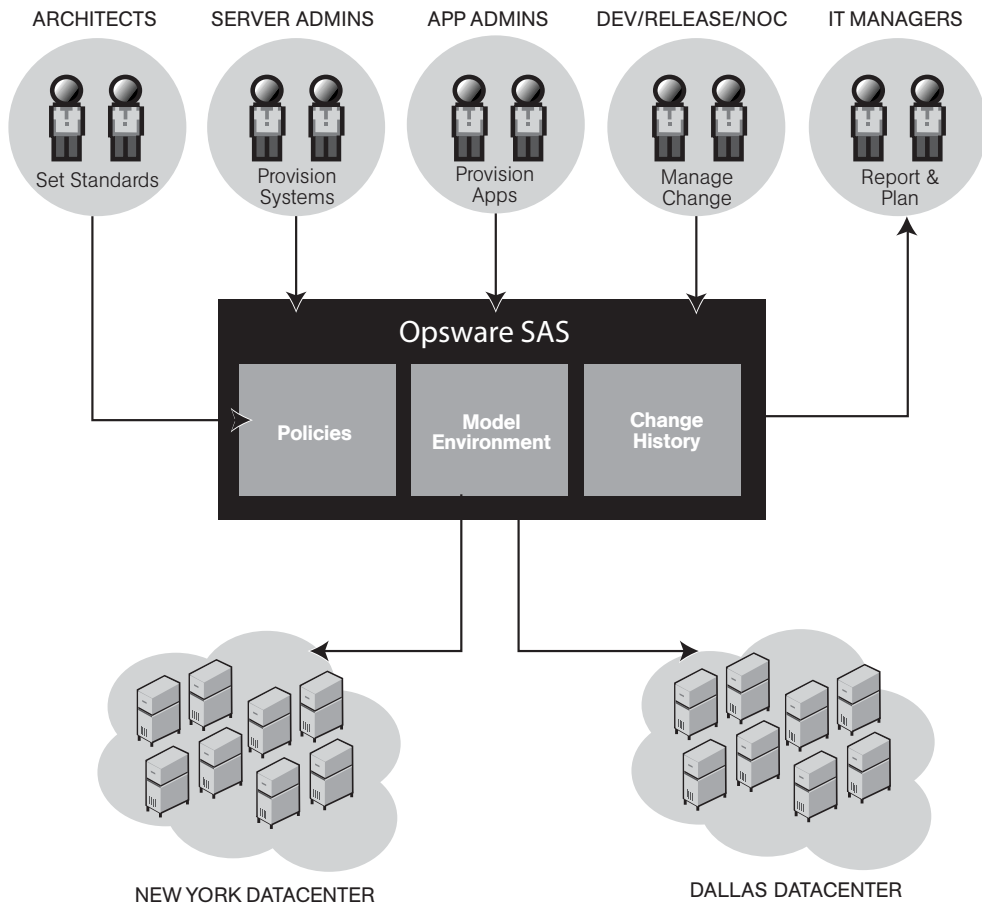 ARCHITECTS
SERVER ADMINS
APP ADMINS
DEV/RELEASE/NOC
IT MANAGERS
Set Standards
Provision
Systems
Provision
Apps
Manage
Change
Report &
Plan
Opsware SAS
Policies
Model
Environment
Change
History
NEW YORK DATACENTER
DALLAS DATACENTER